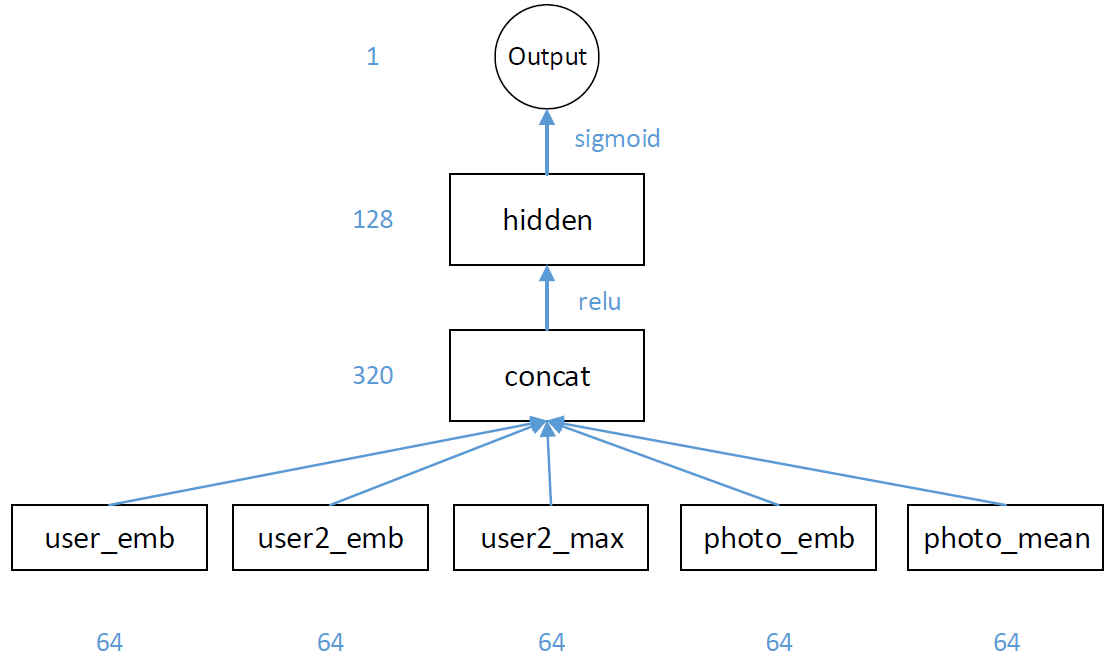 1
Output
sigmoid
128
hidden
relu
320
concat
user_emb
user2_emb
user2_max
photo_emb
photo_mean
64
64
64
64
64